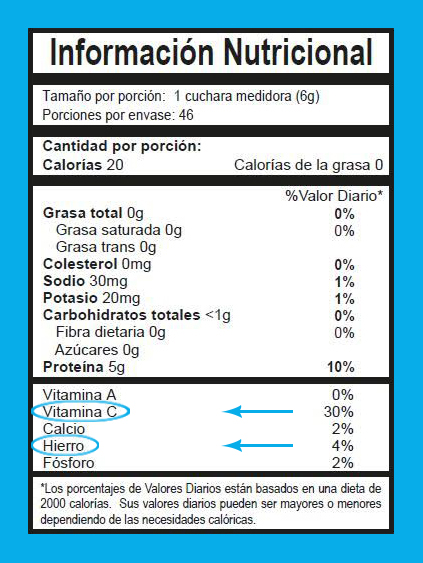 Información Nutricional
Tamaño por porción: 1 cuchara medidora (6g)
Porciones por envase: 46
Cantidad por porción:
Calorías 20 Calorías de la grasa 0
%Valor Diario*
Grasa total 0g 0%
Grasa saturada 0g 0%
Grasa trans 0g
Colesterol 0mg 0%
Sodio 30mg 1%
Potasio 20mg 1%
Carbohidratos totales <1g 0%
Fibra dietaria 0g 0%
Azúcares 0g
Proteína 5g 10%
Vitamina A 0%
Vitamina C 30%
Calcio 2%
Hierro 4%
Fósforo 2%
*Los porcentajes de Valores Diarios están basados en una dieta de
2000 calorías. Sus valores diarios pueden ser mayores o menores
dependiendo de las necesidades calóricas.